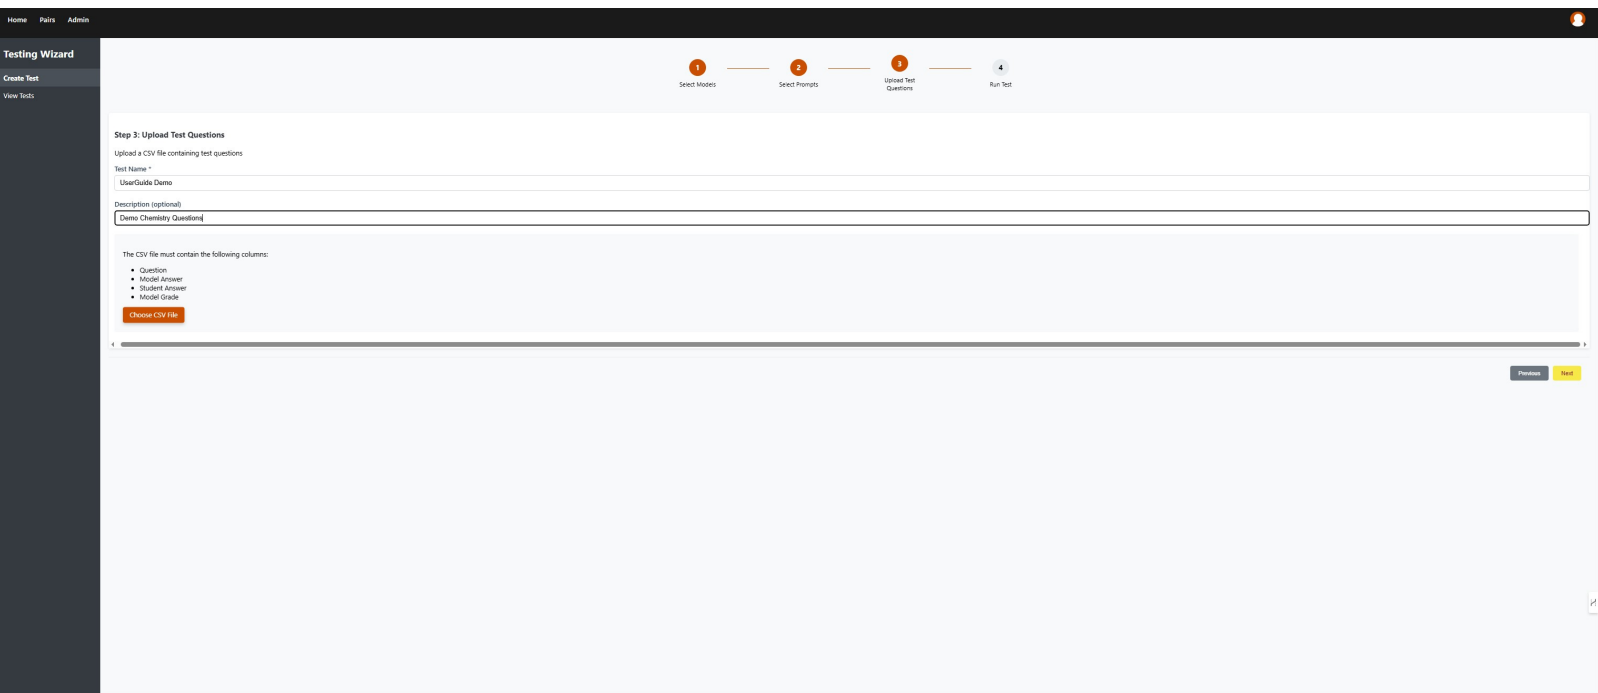 Home Pairs Admin
Testing Wizard
Create Test
View Tests
1 2 3 4
Select Models Select Prompts Upload Test Questions Run Test
Step 3: Upload Test Questions
Upload a CSV file containing test questions
Test Name *
UserGuide Demo
Description (optional)
Demo Chemistry Questions
The CSV file must contain the following columns:
• Question
• Model Answer
• Student Answer
• Model Grade
Choose CSV File
Previous Next